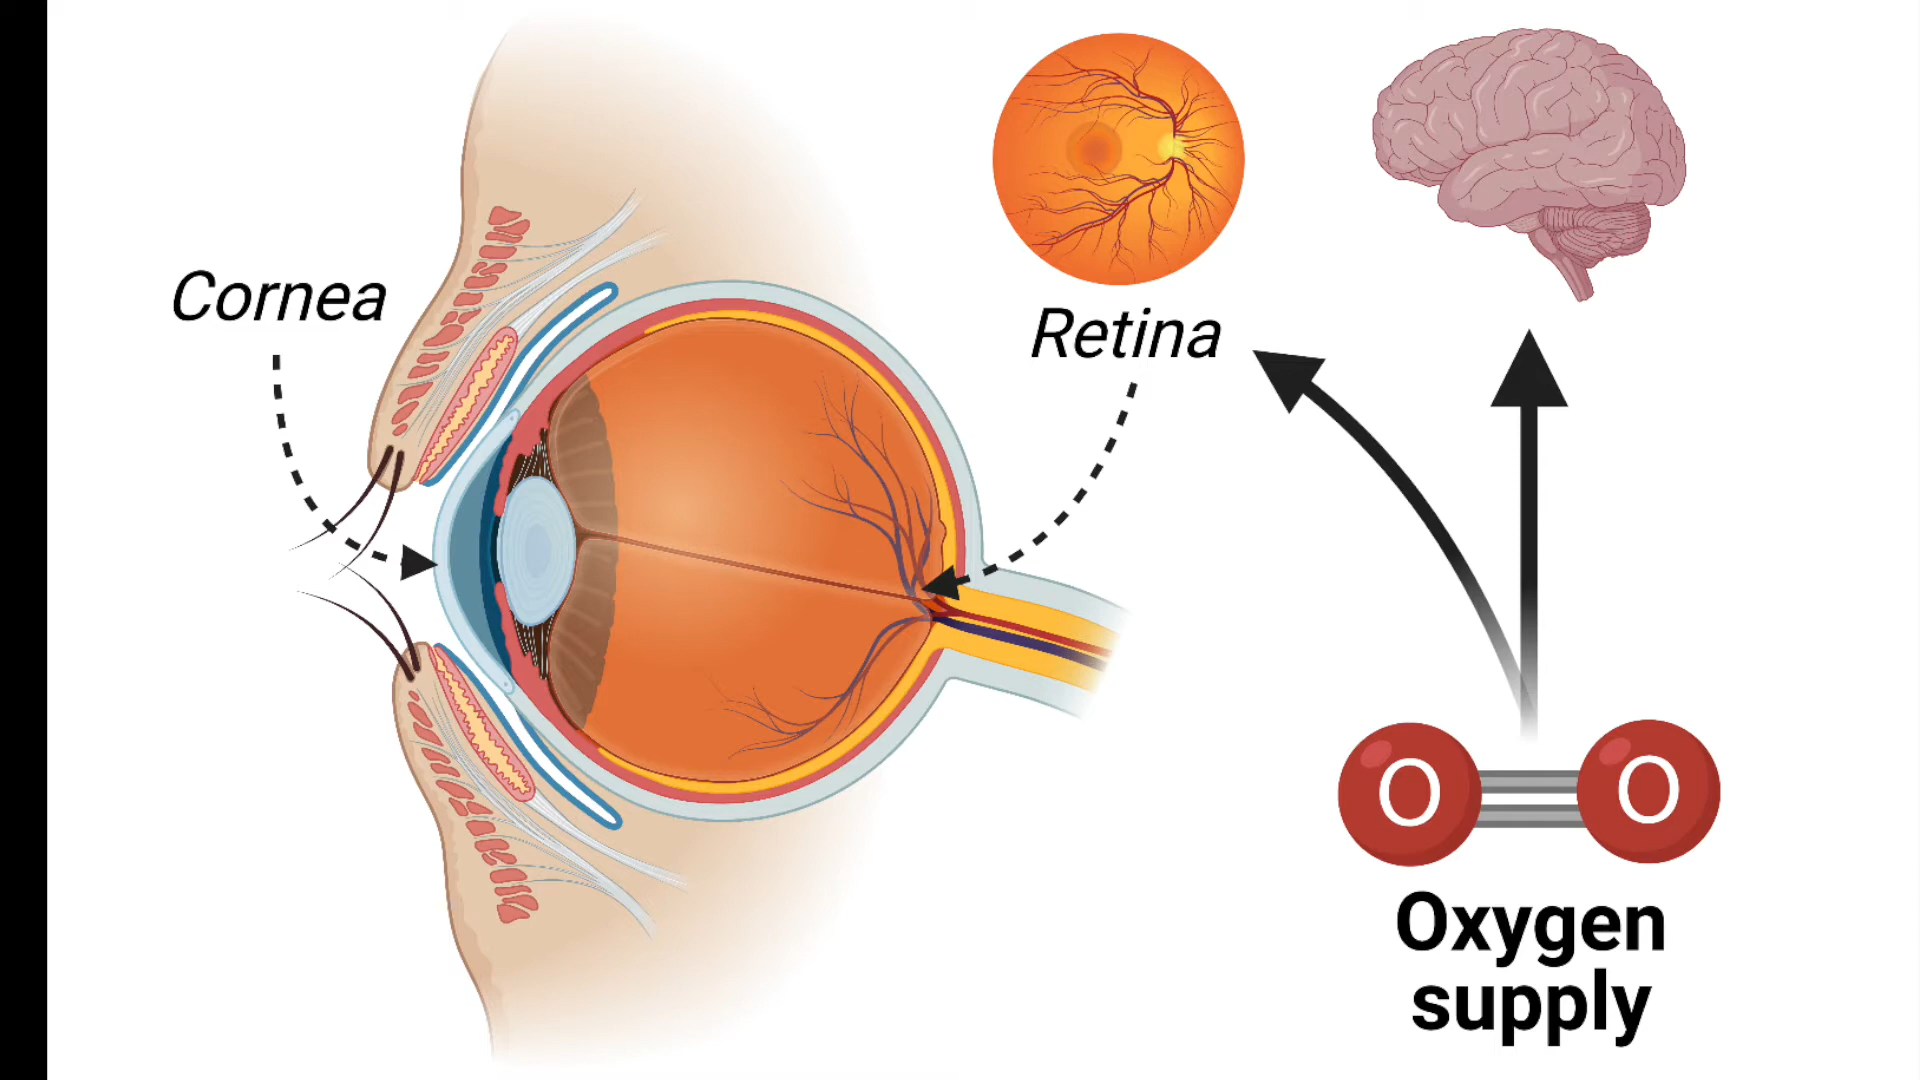 Cornea
Retina
O
O
Oxygen
supply